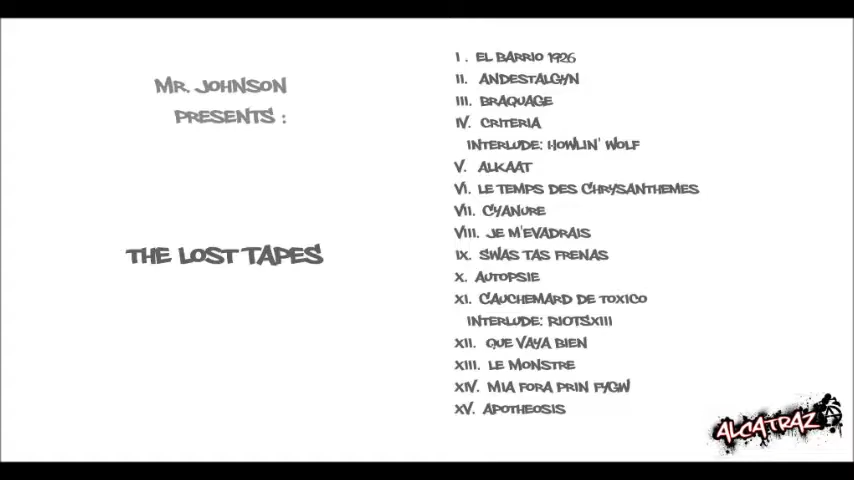 MR. JOHNSON
PRESENTS :
THE LOST TAPES
I . EL BARRIO 1926
II. ANDESTALGYN
III. BRAQUAGE
IV. CRITERIA
INTERLUDE: HOWLIN' WOLF
V. ALKAAT
VI. LE TEMPS DES CHRYSANTHEMES
VII. CYANURE
VIII. JE M'EVADRAIS
IX. SWAS TAS FRENAS
X. AUTOPSIE
XI. CAUCHEMARD DE TOXICO
INTERLUDE: RIOTSXIII
XII. QUE VAYA BIEN
XIII. LE MONSTRE
XIV. MIA FORA PRIN FYGW
XV. APOTHEOSIS
ALCATRAZ